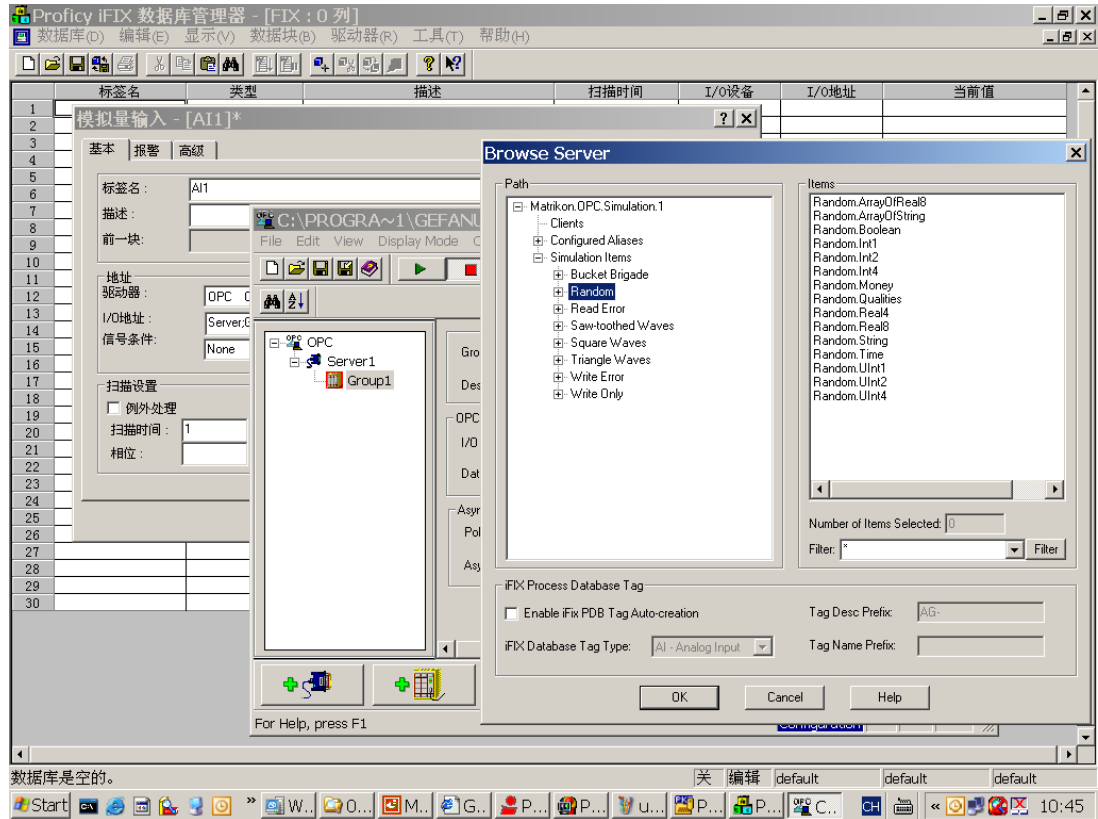 Proficy iFIX 数据库管理器 - [FIX : 0 列]
数据库(D) 编辑(E) 显示(V) 数据块(B) 驱动器(R) 工具(T) 帮助(H)
标签名 类型 描述 扫描时间 I/O设备 I/O地址 当前值
1
2
3
4
5
6
7
8
9
10
11
12
13
14
15
16
17
18
19
20
21
22
23
24
25
26
27
28
29
30
模拟量输入 - [AI1]*
基本 报警 高级
标签名 : AI1
描述 :
前一块:
地址
驱动器 : OPC
I/O地址 : Server;
信号条件: None
扫描设置
例外处理
扫描时间 : 1
相位 :
C:\PROGRA~1\GEFANU
File Edit View Display Mode
OPC
Server1
Group1
Gro
Des
OPC
I/O
Dat
Asyr
Pol
Asy
For Help, press F1
Configuration
Browse Server
Path
Matrikon.OPC.Simulation.1
Clients
Configured Aliases
Simulation Items
Bucket Brigade
Random
Read Error
Saw-toothed Waves
Square Waves
Triangle Waves
Write Error
Write Only
Items
Random.ArrayOfReal8
Random.ArrayOfString
Random.Boolean
Random.Int1
Random.Int2
Random.Int4
Random.Money
Random.Qualities
Random.Real4
Random.Real8
Random.String
Random.Time
Random.UInt1
Random.UInt2
Random.UInt4
Number of Items Selected: 0
Filter: * Filter
iFIX Process Database Tag
Enable iFix PDB Tag Auto-creation
Tag Desc Prefix: AG-
iFIX Database Tag Type: AI - Analog Input
Tag Name Prefix:
OK Cancel Help
数据库是空的。 关 编辑 default default default
Start » W.. O... M.. G.. P... P... u... P... P... C.. CH « 10:45